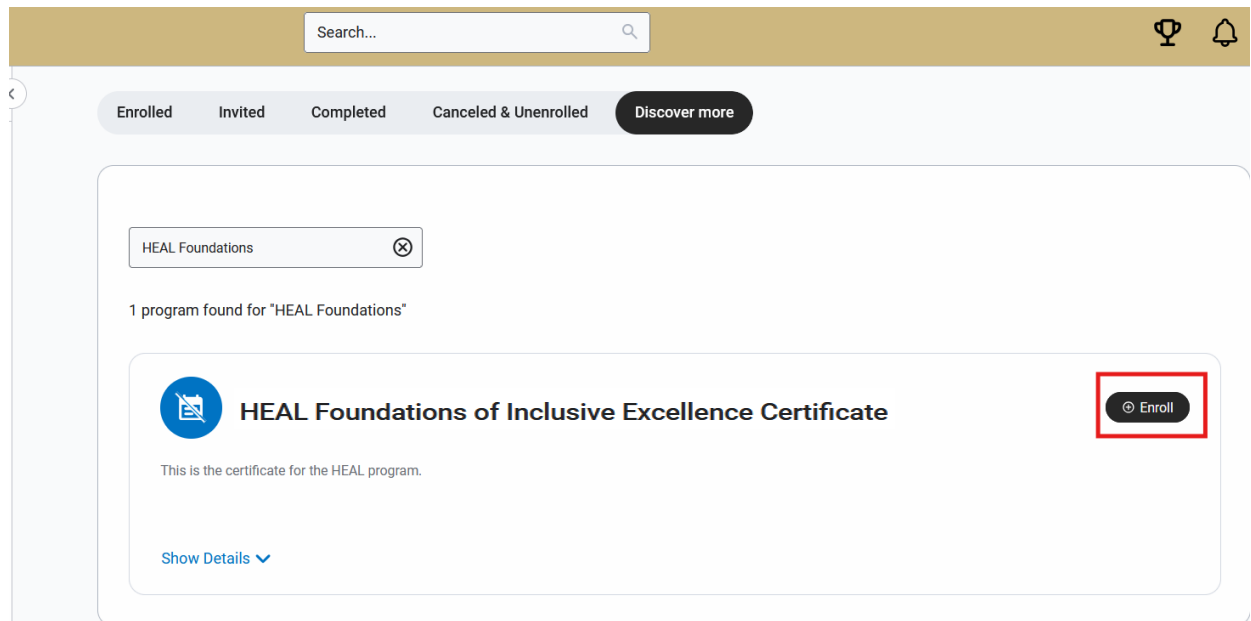 Search...
Enrolled Invited Completed Canceled & Unenrolled Discover more
HEAL Foundations
1 program found for "HEAL Foundations"
HEAL Foundations of Inclusive Excellence Certificate
Enroll
This is the certificate for the HEAL program.
Show Details